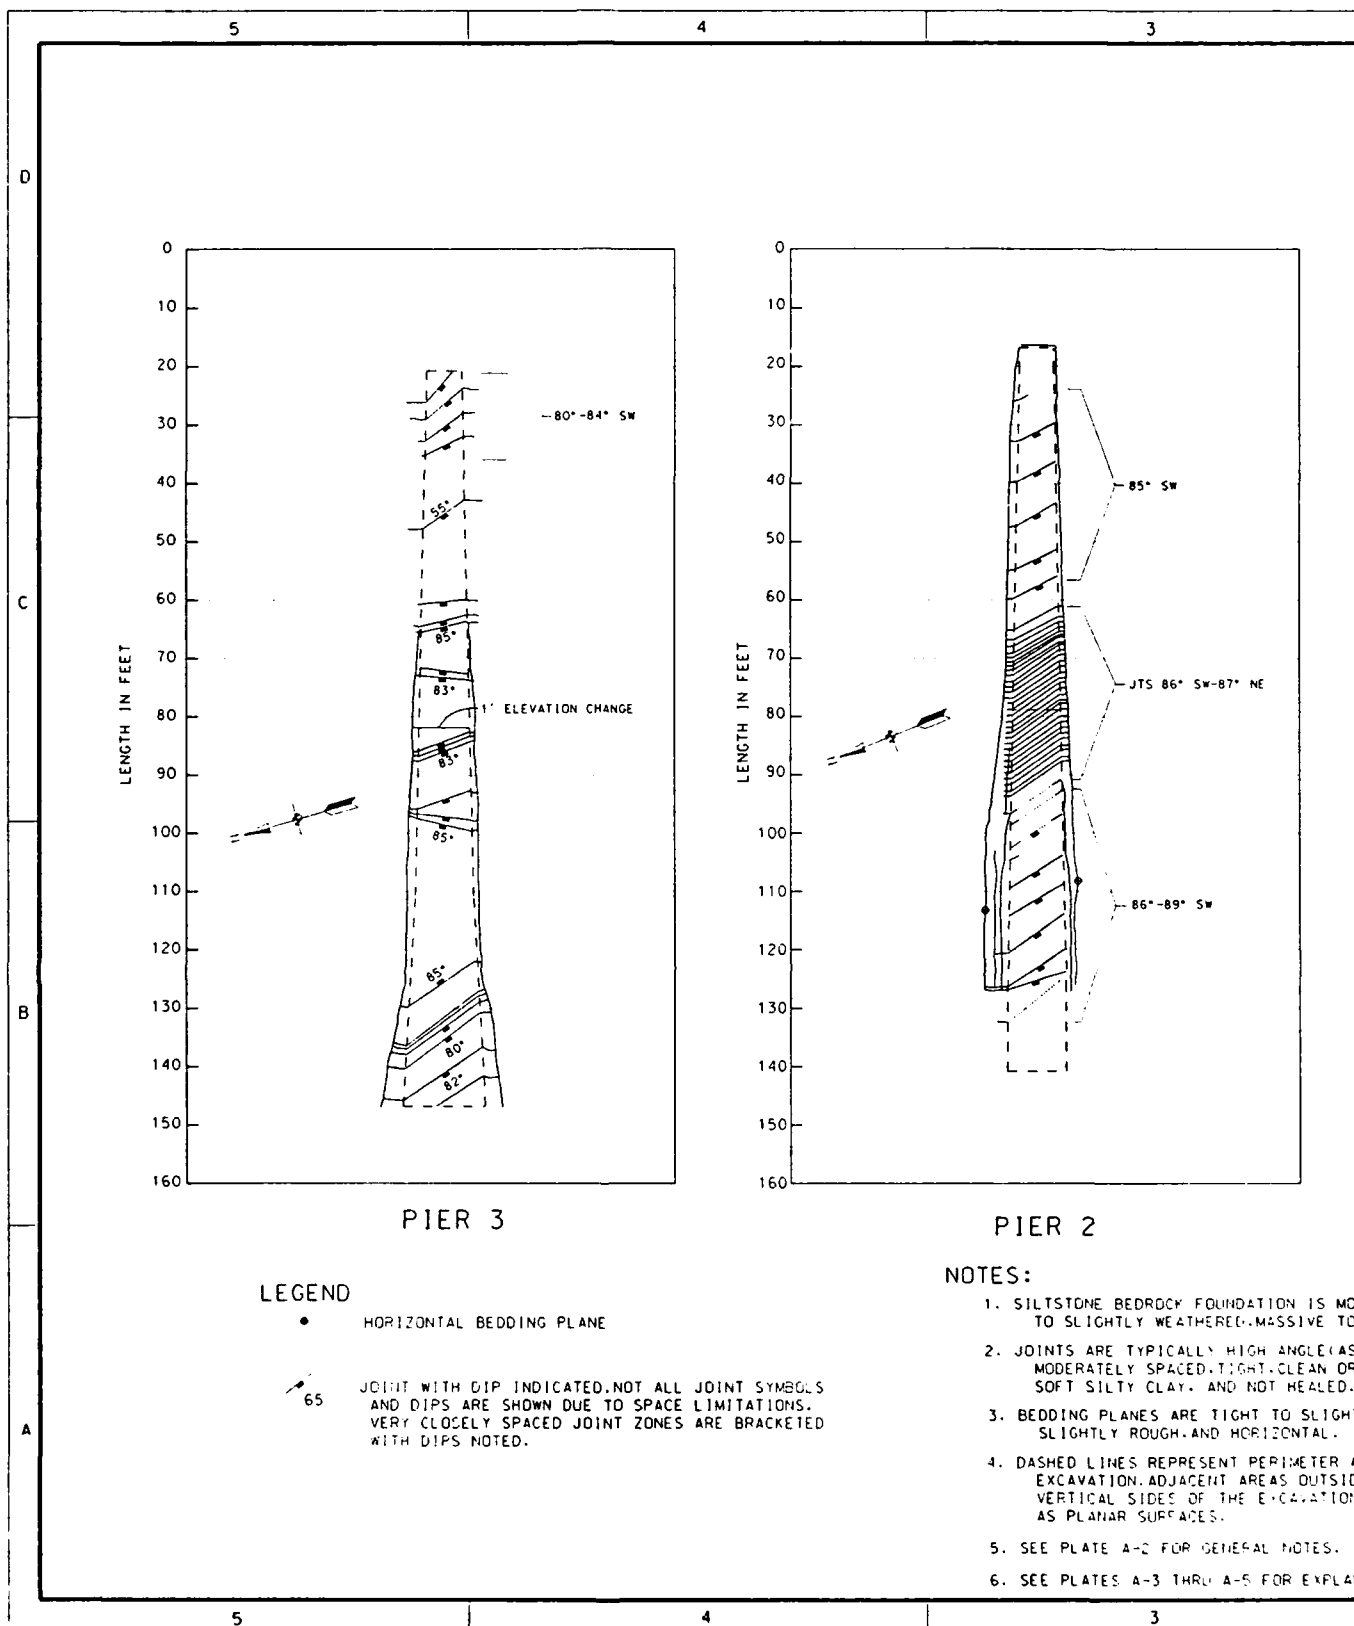 5 4 3
D
C
B
A
0
10
20
30
40
50
60
70
80
90
100
110
120
130
140
150
160
LENGTH IN FEET
80°-84° SW
55°
85°
83°
1' ELEVATION CHANGE
83°
85°
85°
80°
82°
PIER 3
0
10
20
30
40
50
60
70
80
90
100
110
120
130
140
150
160
LENGTH IN FEET
85° SW
JTS 86° SW-87° NE
86°-89° SW
PIER 2
LEGEND
HORIZONTAL BEDDING PLANE
65
JOINT WITH DIP INDICATED. NOT ALL JOINT SYMBOLS
AND DIPS ARE SHOWN DUE TO SPACE LIMITATIONS.
VERY CLOSELY SPACED JOINT ZONES ARE BRACKETED
WITH DIPS NOTED.
NOTES:
1. SILTSTONE BEDROCK FOUNDATION IS MO
TO SLIGHTLY WEATHERED. MASSIVE TO
2. JOINTS ARE TYPICALLY HIGH ANGLE(AS
MODERATELY SPACED. TIGHT. CLEAN OR
SOFT SILTY CLAY. AND NOT HEALED.
3. BEDDING PLANES ARE TIGHT TO SLIGHT
SLIGHTLY ROUGH. AND HORIZONTAL.
4. DASHED LINES REPRESENT PERIMETER
EXCAVATION. ADJACENT AREAS OUTSID
VERTICAL SIDES OF THE EXCAVATION
AS PLANAR SURFACES.
5. SEE PLATE A-2 FOR GENERAL NOTES.
6. SEE PLATES A-3 THRU A-5 FOR EXPLA
5 4 3